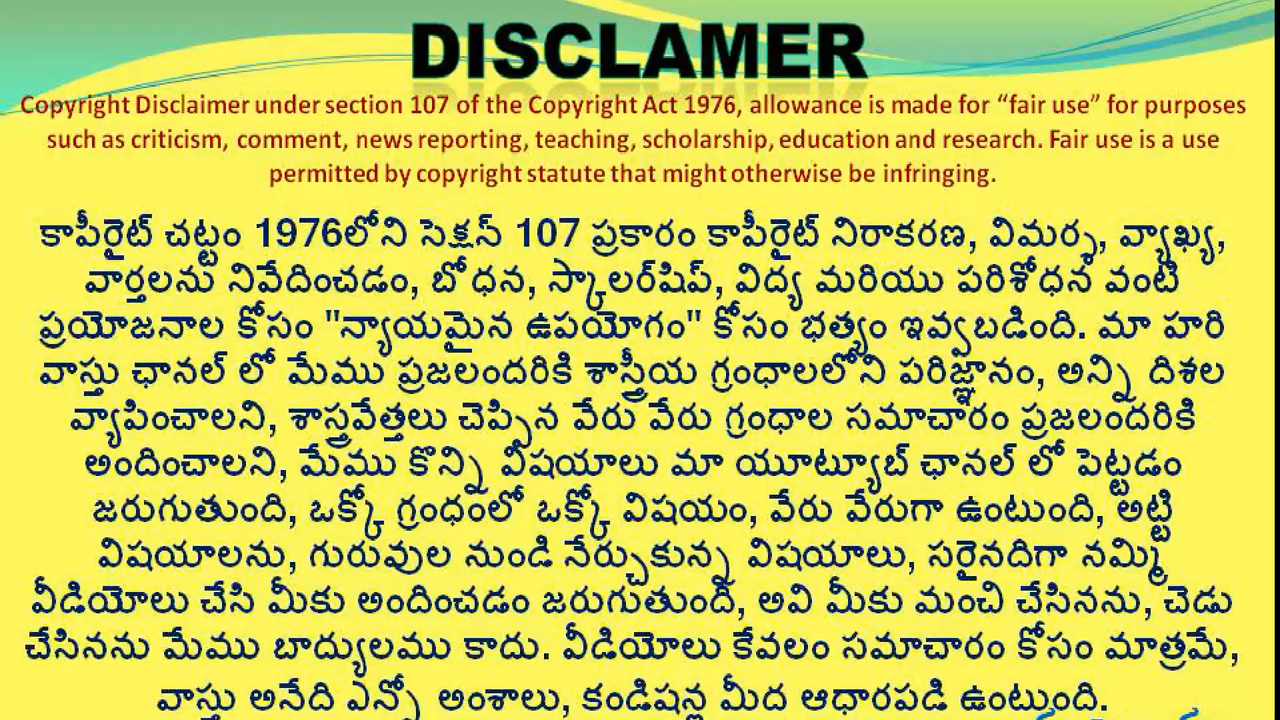 DISCLAMER
Copyright Disclaimer under section 107 of the Copyright Act 1976, allowance is made for “fair use” for purposes
such as criticism, comment, news reporting, teaching, scholarship, education and research. Fair use is a use
permitted by copyright statute that might otherwise be infringing.
కాపీరైట్ చట్టం 1976లోని సెక్షన్ 107 ప్రకారం కాపీరైట్ నిరాకరణ, విమర్శ, వ్యాఖ్య,
వార్తలను నివేదించడం, బోధన, స్కాలర్‌షిప్, విద్య మరియు పరిశోధన వంటి
ప్రయోజనాల కోసం "న్యాయమైన ఉపయోగం" కోసం భత్యం ఇవ్వబడింది. మా హరి
వాస్తు ఛానల్ లో మేము ప్రజలందరికి శాస్త్రీయ గ్రంధాలలోని పరిజ్ఞానం, అన్ని దిశల
వ్యాపించాలని, శాస్త్రవేత్తలు చెప్పిన వేరు వేరు గ్రంధాల సమాచారం ప్రజలందరికి
అందించాలని, మేము కొన్ని విషయాలు మా యూట్యూబ్ ఛానల్ లో పెట్టడం
జరుగుతుంది, ఒక్కో గ్రంధంలో ఒక్కో విషయం, వేరు వేరుగా ఉంటుంది, అట్టి
విషయాలను, గురువుల నుండి నేర్చుకున్న విషయాలు, సరైనదిగా నమ్మి
వీడియోలు చేసి మీకు అందించడం జరుగుతుంది, అవి మీకు మంచి చేసినను, చెడు
చేసినను మేము బాద్యులము కాదు. వీడియోలు కేవలం సమాచారం కోసం మాత్రమే,
వాస్తు అనేది ఎన్నో అంశాలు, కండిషన్ల మీద ఆధారపడి ఉంటుంది.